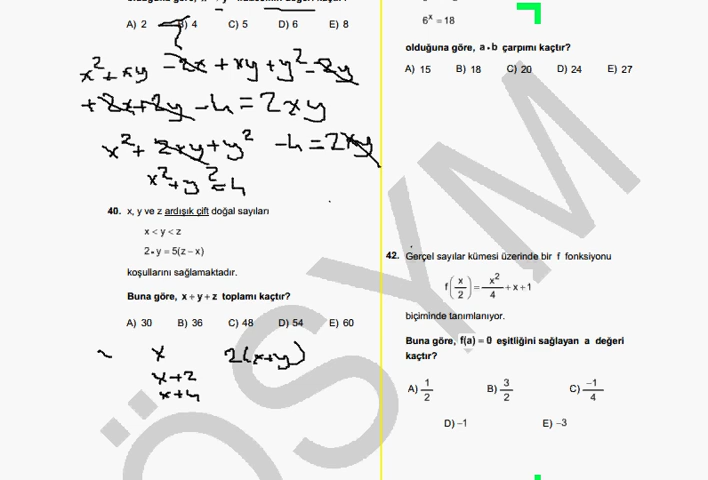 A) 2 B) 4 C) 5 D) 6 E) 8
x² + xy - 2x + xy + y² - 2y
+ 2x + 2y - 4 = 2xy
x² + 2xy + y² - 4 = 2xy
x² + y² = 4
40. x, y ve z ardışık çift doğal sayıları
x < y < z
2•y = 5(z – x)
koşullarını sağlamaktadır.
Buna göre, x + y + z toplamı kaçtır?
A) 30 B) 36 C) 48 D) 54 E) 60
x 2(x+y)
x+2
x+4
6ˣ = 18
olduğuna göre, a•b çarpımı kaçtır?
A) 15 B) 18 C) 20 D) 24 E) 27
42. Gerçel sayılar kümesi üzerinde bir f fonksiyonu
f(x/2) = x²/4 + x + 1
biçiminde tanımlanıyor.
Buna göre, f(a) = 0 eşitliğini sağlayan a değeri
kaçtır?
A) 1/2 B) 3/2 C) –1/4
D) –1 E) –3
ÖSYM